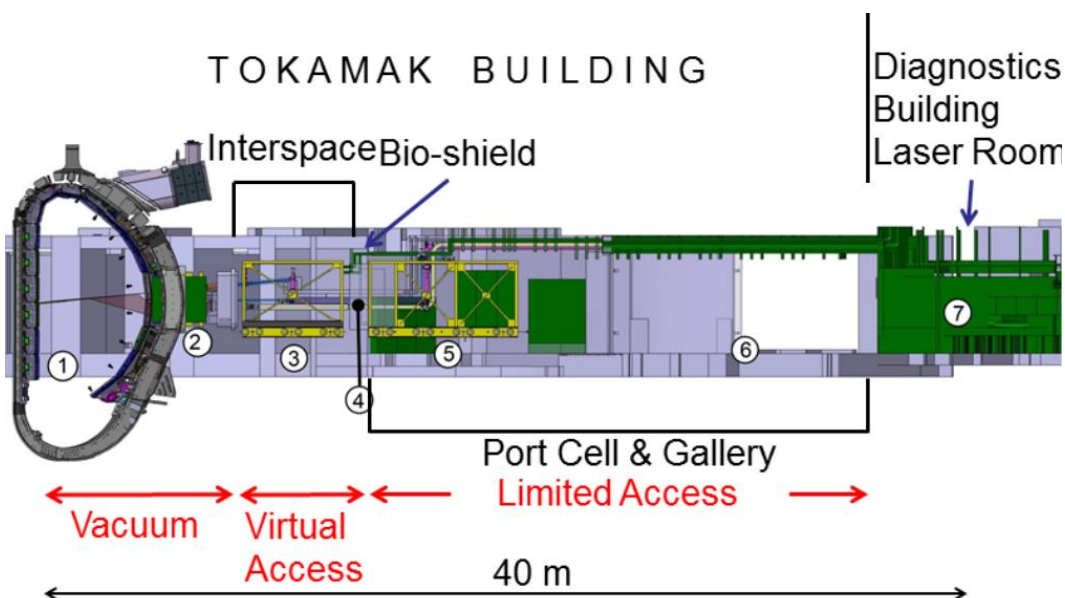 TOKAMAK BUILDING
Diagnostics
Building
Laser Room
Interspace
Bio-shield
1
2
3
4
5
6
7
Port Cell & Gallery
Limited Access
Vacuum
Virtual
Access
40 m